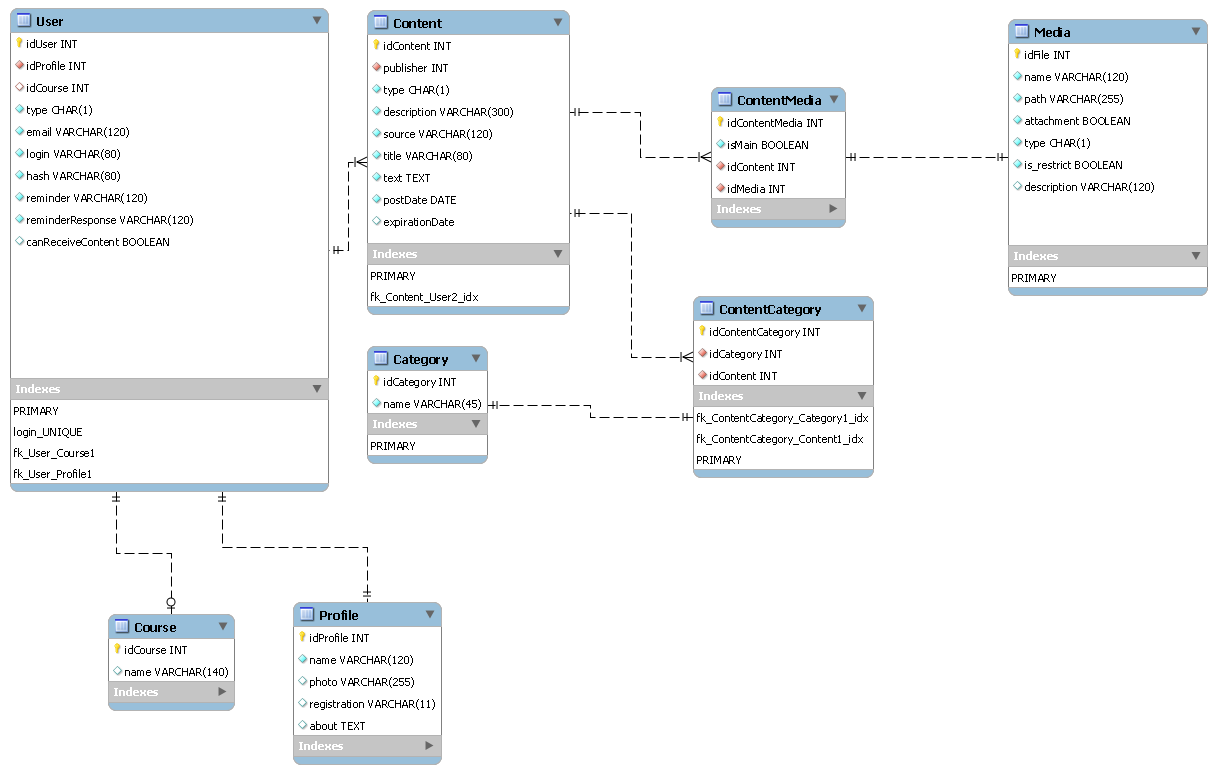 User
idUser INT
idProfile INT
idCourse INT
type CHAR(1)
email VARCHAR(120)
login VARCHAR(80)
hash VARCHAR(80)
reminder VARCHAR(120)
reminderResponse VARCHAR(120)
canReceiveContent BOOLEAN
Indexes
PRIMARY
login_UNIQUE
fk_User_Course1
fk_User_Profile1
Content
idContent INT
publisher INT
type CHAR(1)
description VARCHAR(300)
source VARCHAR(120)
title VARCHAR(80)
text TEXT
postDate DATE
expirationDate
Indexes
PRIMARY
fk_Content_User2_idx
ContentMedia
idContentMedia INT
isMain BOOLEAN
idContent INT
idMedia INT
Indexes
Media
idFile INT
name VARCHAR(120)
path VARCHAR(255)
attachment BOOLEAN
type CHAR(1)
is_restrict BOOLEAN
description VARCHAR(120)
Indexes
PRIMARY
Category
idCategory INT
name VARCHAR(45)
Indexes
PRIMARY
ContentCategory
idContentCategory INT
idCategory INT
idContent INT
Indexes
fk_ContentCategory_Category1_idx
fk_ContentCategory_Content1_idx
PRIMARY
Course
idCourse INT
name VARCHAR(140)
Indexes
Profile
idProfile INT
name VARCHAR(120)
photo VARCHAR(255)
registration VARCHAR(11)
about TEXT
Indexes